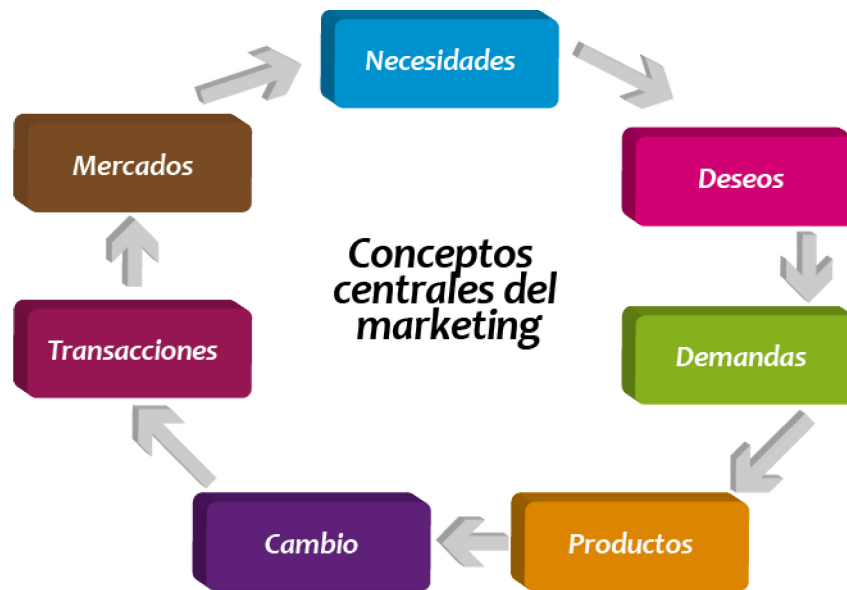 Necesidades
Mercados
Deseos
Conceptos
centrales del
marketing
Transacciones
Demandas
Cambio
Productos